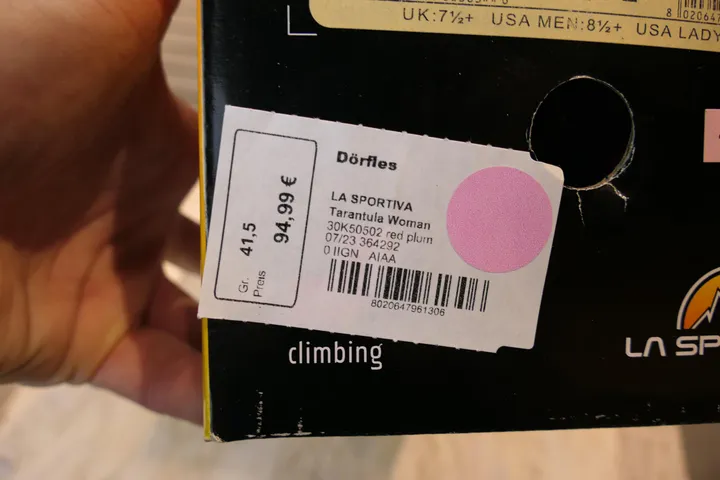 UK:7½+ USA MEN:8½+ USA LADY
Dörfles
Gr. 41,5
Preis 94,99 €
LA SPORTIVA
Tarantula Woman
30K50502 red plum
07/23 364292
0 IIGN AIAA
8020647961306
climbing
LA SP